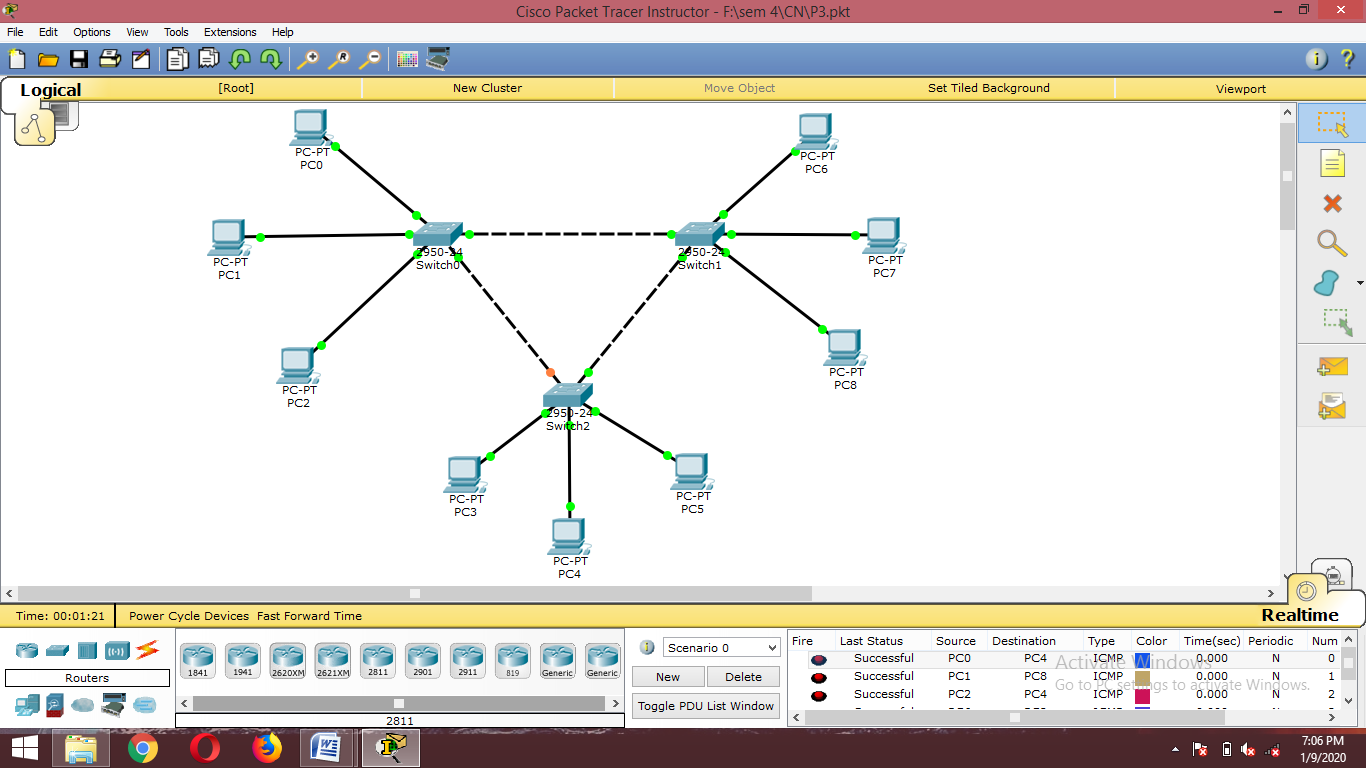 Cisco Packet Tracer Instructor - F:\sem 4\CN\P3.pkt
File Edit Options View Tools Extensions Help
Logical [Root] New Cluster Move Object Set Tiled Background Viewport
PC-PT
PC0
PC-PT
PC6
2950-24
Switch0
2950-24
Switch1
PC-PT
PC1
PC-PT
PC7
PC-PT
PC2
PC-PT
PC8
2950-24
Switch2
PC-PT
PC3
PC-PT
PC5
PC-PT
PC4
Time: 00:01:21 Power Cycle Devices Fast Forward Time Realtime
Routers
1841 1941 2620XM 2621XM 2811 2901 2911 819 Generic Generic
2811
Scenario 0
New Delete
Toggle PDU List Window
Fire Last Status Source Destination Type Color Time(sec) Periodic Num
Successful PC0 PC4 ICMP 0.000 N 0
Successful PC1 PC8 ICMP 0.000 N 1
Successful PC2 PC4 ICMP 0.000 N 2
Activate Windows
Go to PC settings to activate Windows.
7:06 PM
1/9/2020